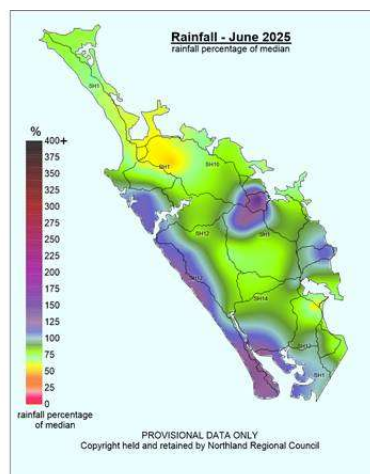 Rainfall - June 2025
rainfall percentage of median
%
400+
375
350
325
300
275
250
225
200
175
150
125
100
75
50
25
0
rainfall percentage
of median
SH1
SH1
SH10
SH12
SH1
SH12
SH14
SH12
SH1
PROVISIONAL DATA ONLY
Copyright held and retained by Northland Regional Council